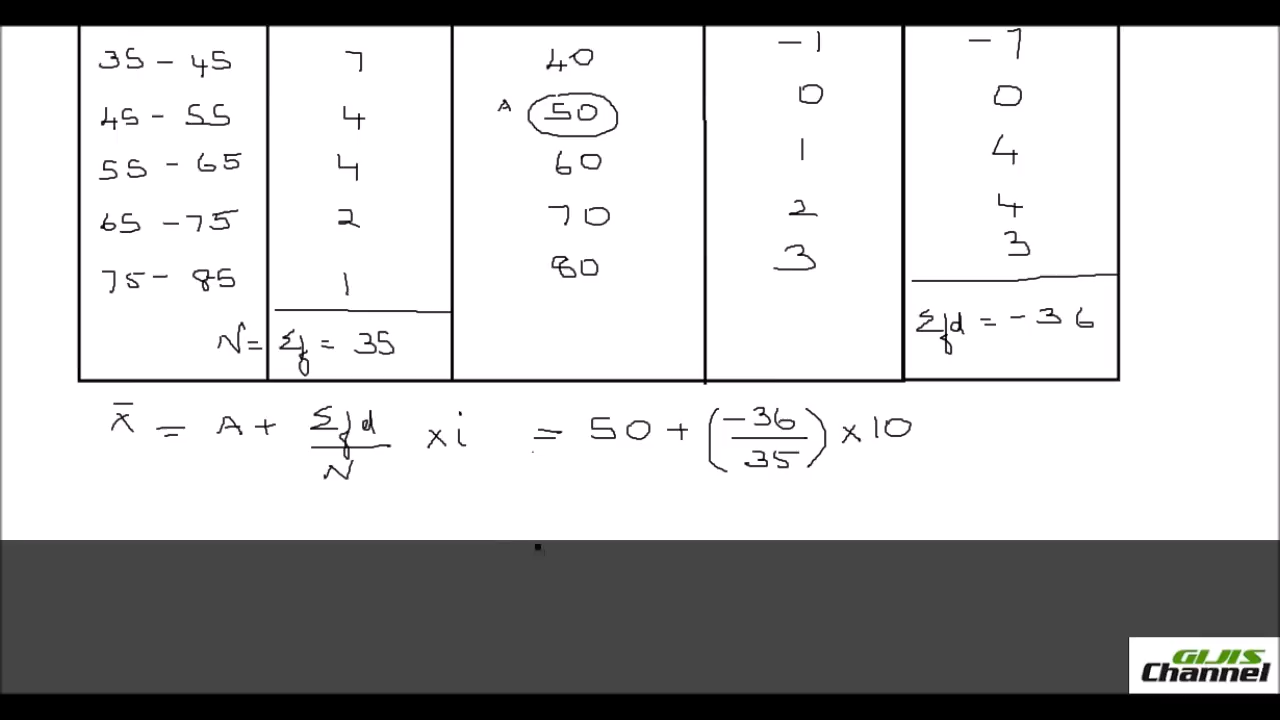 35 - 45 7 40 -1 -7
45 - 55 4 A 50 0 0
55 - 65 4 60 1 4
65 - 75 2 70 2 4
75 - 85 1 80 3 3
N = Σf = 35 Σfd = -36
x̄ = A + Σfd/N × i = 50 + (-36/35) × 10
GIJIS
Channel